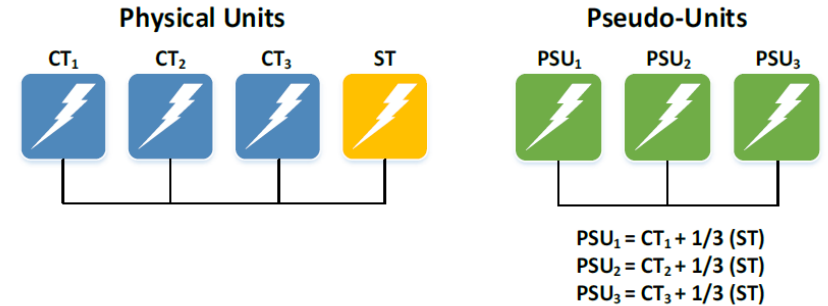 Physical Units
CT₁ CT₂ CT₃ ST
Pseudo-Units
PSU₁ PSU₂ PSU₃
PSU₁ = CT₁ + 1/3 (ST)
PSU₂ = CT₂ + 1/3 (ST)
PSU₃ = CT₃ + 1/3 (ST)